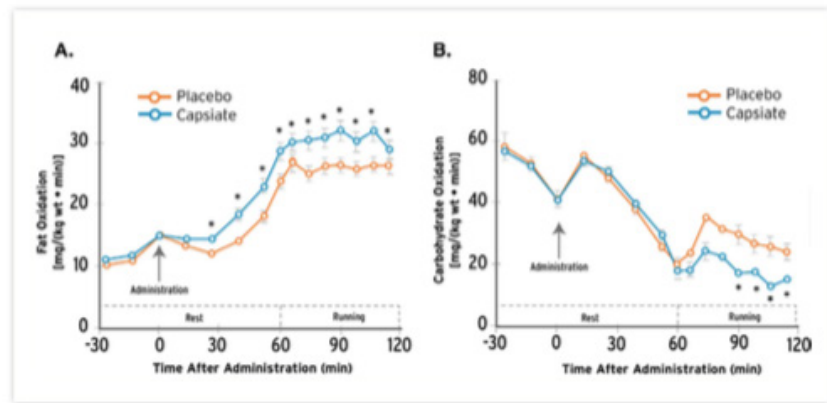 A.
40
30
20
10
0
Fat Oxidation
[mg/(kg wt • min)]
Placebo
Capsiate
*
*
*
*
*
*
*
*
*
*
*
Administration
Rest
Running
-30
0
30
60
90
120
Time After Administration (min)
B.
80
60
40
20
0
Carbohydrate Oxidation
[mg/(kg wt • min)]
Placebo
Capsiate
Administration
*
*
*
*
Rest
Running
-30
0
30
60
90
120
Time After Administration (min)